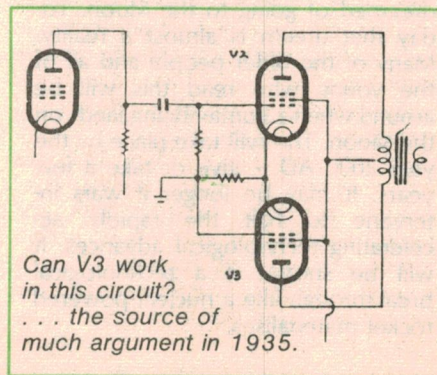 V2
V3
Can V3 work
in this circuit?
. . . the source of
much argument in 1935.